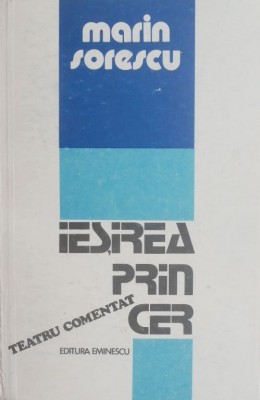 marin
sorescu
IEȘIREA
PRIN
CER
TEATRU COMENTAT
EDITURA EMINESCU